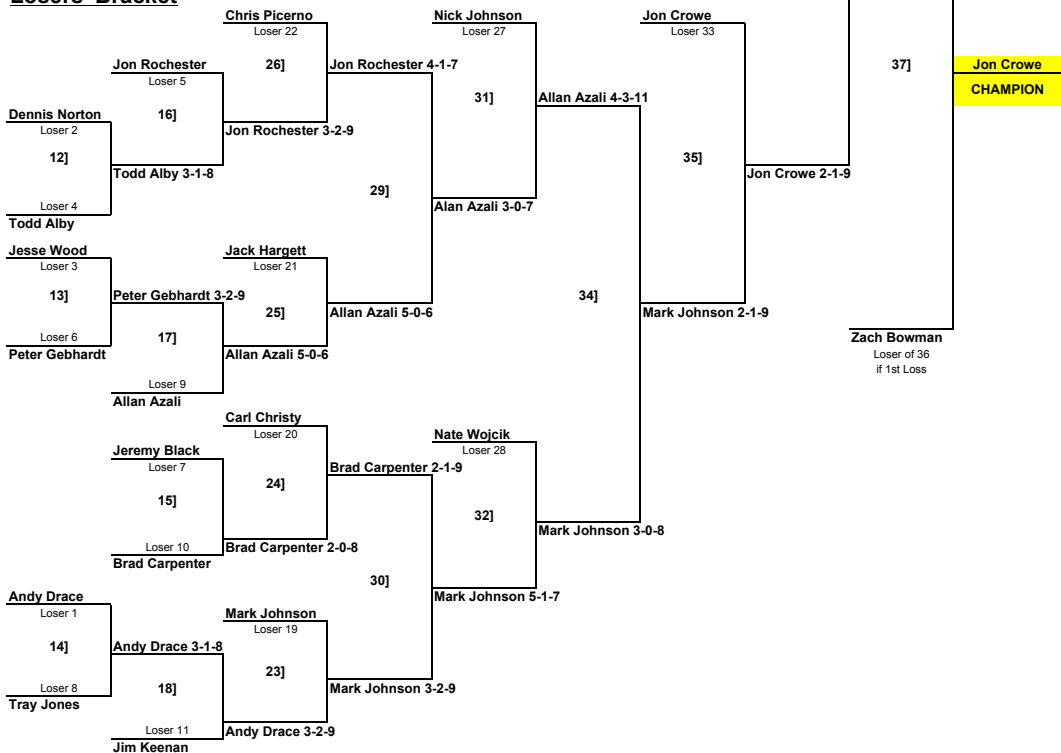 Losers' Bracket
Chris Picerno
Loser 22
Nick Johnson
Loser 27
Jon Crowe
Loser 33
Jon Rochester
Loser 5
26]
Jon Rochester 4-1-7
37]
Jon Crowe
CHAMPION
31]
Allan Azali 4-3-11
Dennis Norton
Loser 2
16]
Jon Rochester 3-2-9
12]
35]
Todd Alby 3-1-8
Jon Crowe 2-1-9
29]
Loser 4
Todd Alby
Alan Azali 3-0-7
Jesse Wood
Loser 3
Jack Hargett
Loser 21
13]
Peter Gebhardt 3-2-9
34]
25]
Allan Azali 5-0-6
Mark Johnson 2-1-9
Loser 6
Peter Gebhardt
17]
Allan Azali 5-0-6
Zach Bowman
Loser of 36
if 1st Loss
Loser 9
Allan Azali
Carl Christy
Loser 20
Nate Wojcik
Loser 28
Jeremy Black
Loser 7
Brad Carpenter 2-1-9
24]
15]
32]
Mark Johnson 3-0-8
Loser 10
Brad Carpenter
Brad Carpenter 2-0-8
30]
Andy Drace
Loser 1
Mark Johnson 5-1-7
Mark Johnson
Loser 19
14]
Andy Drace 3-1-8
23]
Loser 8
Tray Jones
18]
Mark Johnson 3-2-9
Loser 11
Jim Keenan
Andy Drace 3-2-9